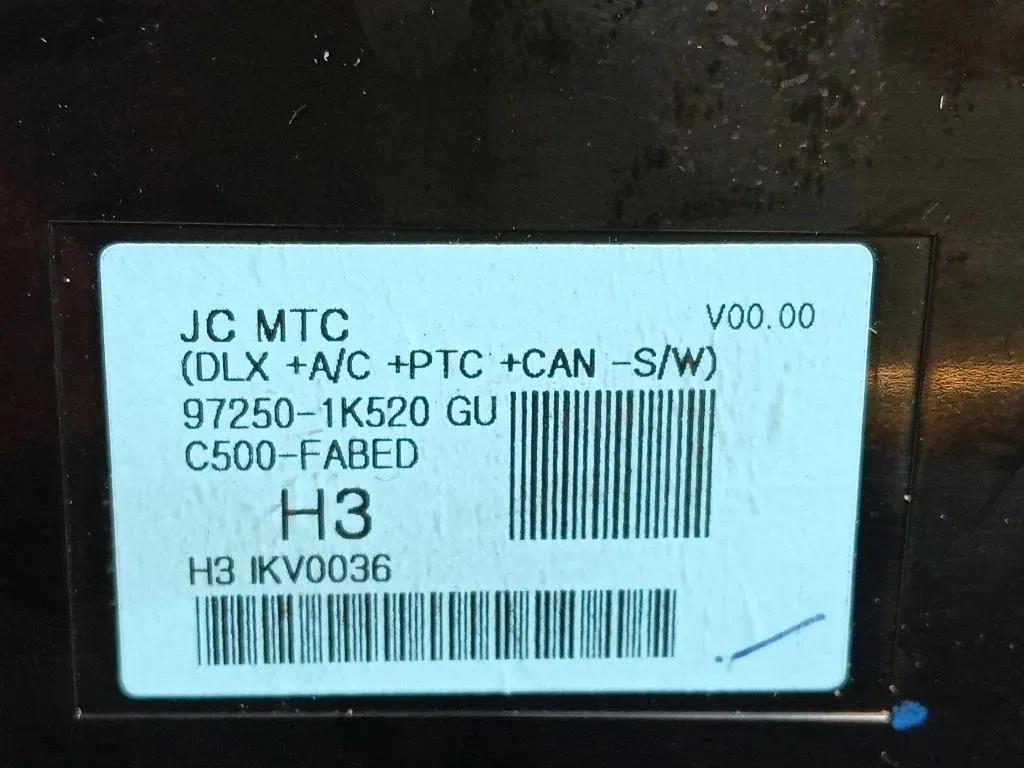 JC MTC
V00.00
(DLX +A/C +PTC +CAN -S/W)
97250-1K520 GU
C500-FABED
H3
H3 IKV0036